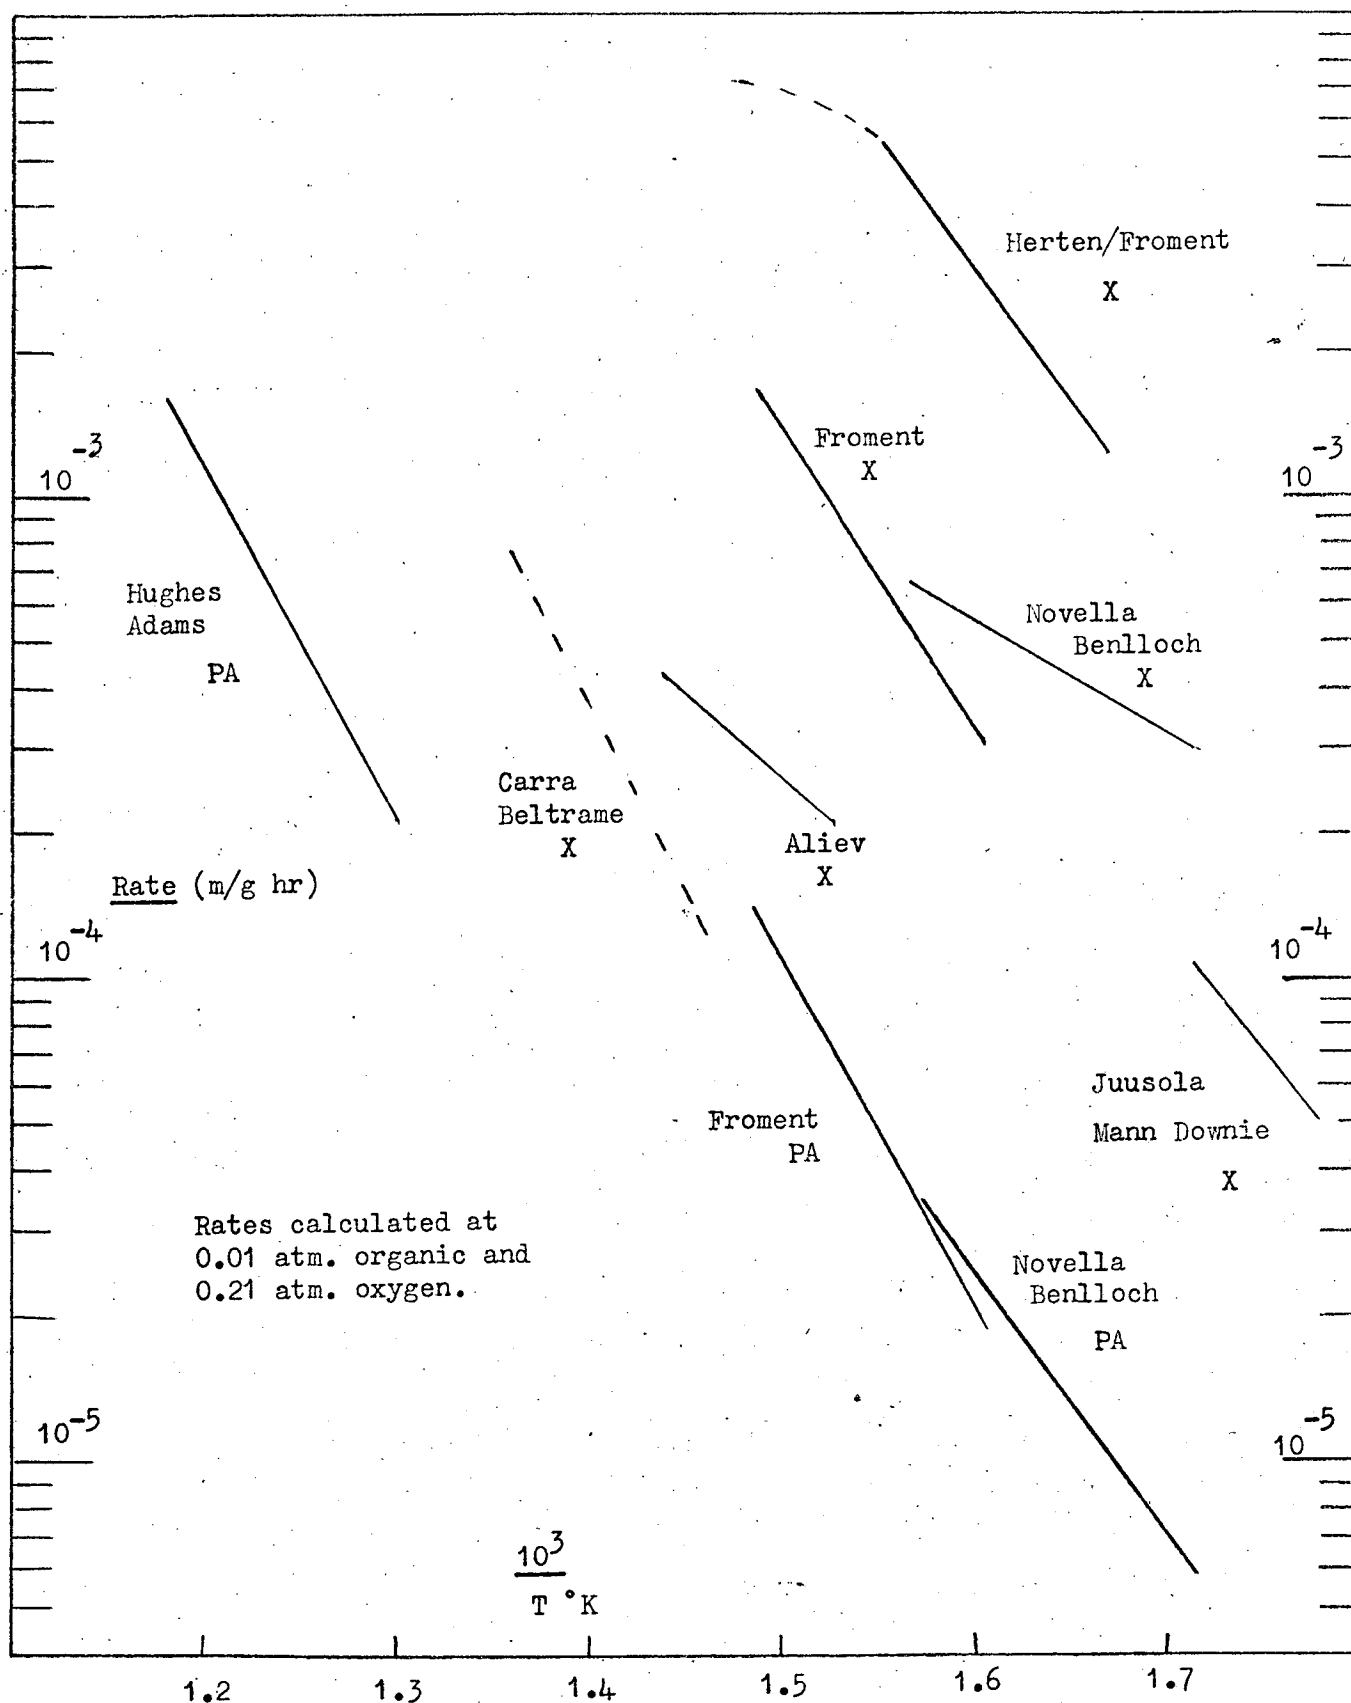 Herten/Froment
X
Froment
X
10^-3
10^-3
Hughes
Adams
PA
Novella
Benlloch
X
Carra
Beltrame
X
Aliev
X
Rate (m/g hr)
10^-4
10^-4
Juusola
Mann Downie
X
Froment
PA
Rates calculated at
0.01 atm. organic and
0.21 atm. oxygen.
Novella
Benlloch
PA
10^-5
10^-5
10^3
T °K
1.2 1.3 1.4 1.5 1.6 1.7